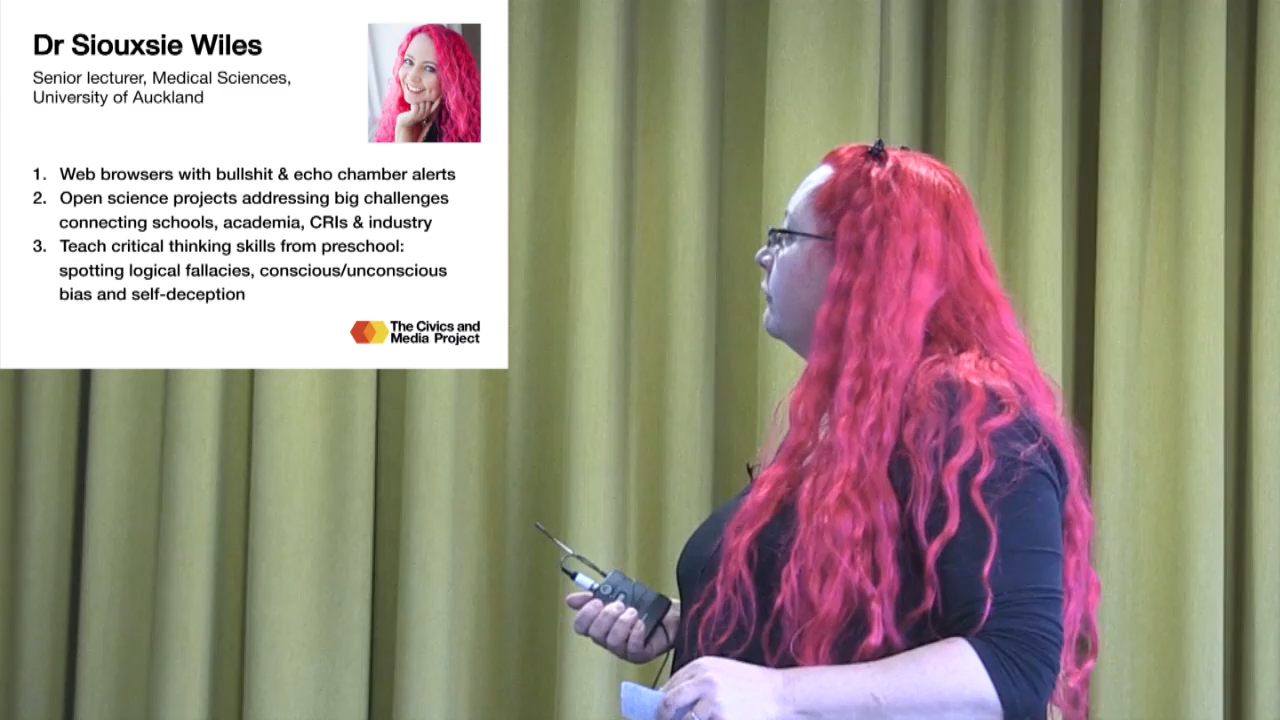 Dr Siouxsie Wiles
Senior lecturer, Medical Sciences,
University of Auckland
1. Web browsers with bullshit & echo chamber alerts
2. Open science projects addressing big challenges
connecting schools, academia, CRIs & industry
3. Teach critical thinking skills from preschool:
spotting logical fallacies, conscious/unconscious
bias and self-deception
The Civics and
Media Project